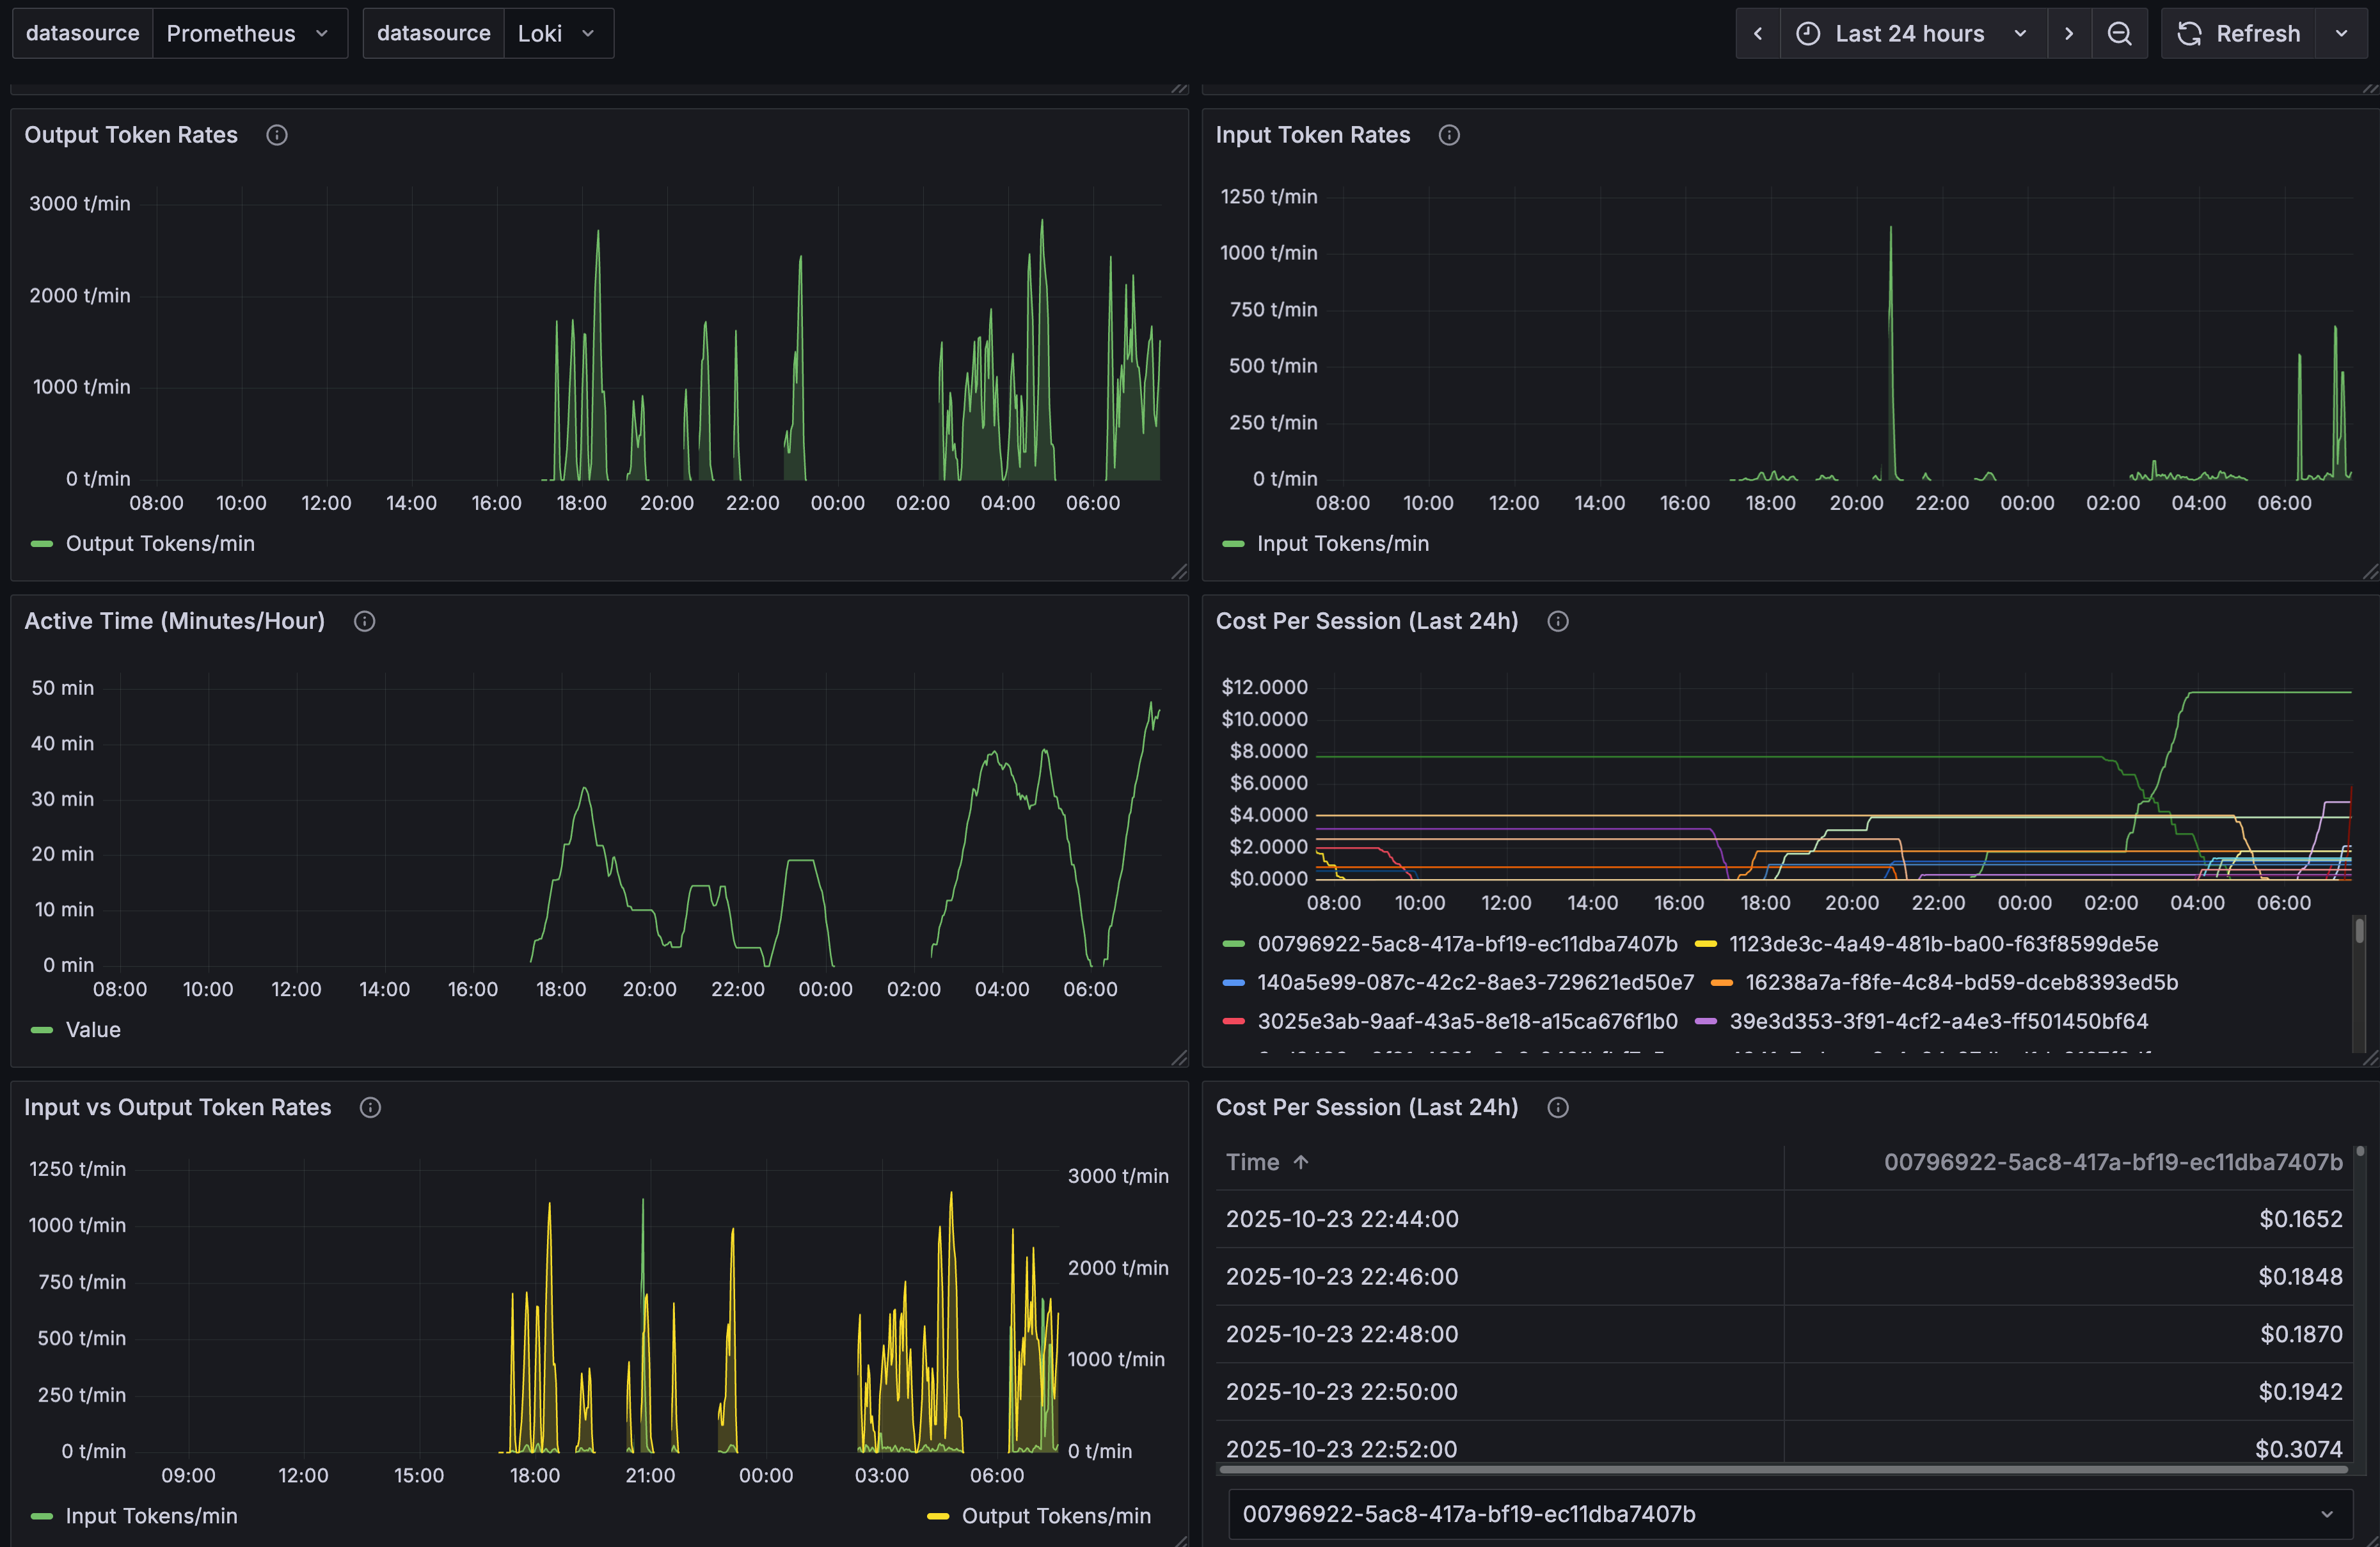 datasource Prometheus datasource Loki Last 24 hours Refresh
Output Token Rates
3000 t/min
2000 t/min
1000 t/min
0 t/min
08:00 10:00 12:00 14:00 16:00 18:00 20:00 22:00 00:00 02:00 04:00 06:00
Output Tokens/min
Input Token Rates
1250 t/min
1000 t/min
750 t/min
500 t/min
250 t/min
0 t/min
08:00 10:00 12:00 14:00 16:00 18:00 20:00 22:00 00:00 02:00 04:00 06:00
Input Tokens/min
Active Time (Minutes/Hour)
50 min
40 min
30 min
20 min
10 min
0 min
08:00 10:00 12:00 14:00 16:00 18:00 20:00 22:00 00:00 02:00 04:00 06:00
Value
Cost Per Session (Last 24h)
$12.0000
$10.0000
$8.0000
$6.0000
$4.0000
$2.0000
$0.0000
08:00 10:00 12:00 14:00 16:00 18:00 20:00 22:00 00:00 02:00 04:00 06:00
00796922-5ac8-417a-bf19-ec11dba7407b 1123de3c-4a49-481b-ba00-f63f8599de5e
140a5e99-087c-42c2-8ae3-729621ed50e7 16238a7a-f8fe-4c84-bd59-dceb8393ed5b
3025e3ab-9aaf-43a5-8e18-a15ca676f1b0 39e3d353-3f91-4cf2-a4e3-ff501450bf64
Input vs Output Token Rates
1250 t/min
1000 t/min
750 t/min
500 t/min
250 t/min
0 t/min
3000 t/min
2000 t/min
1000 t/min
0 t/min
09:00 12:00 15:00 18:00 21:00 00:00 03:00 06:00
Input Tokens/min Output Tokens/min
Cost Per Session (Last 24h)
Time 00796922-5ac8-417a-bf19-ec11dba7407b
2025-10-23 22:44:00 $0.1652
2025-10-23 22:46:00 $0.1848
2025-10-23 22:48:00 $0.1870
2025-10-23 22:50:00 $0.1942
2025-10-23 22:52:00 $0.3074
00796922-5ac8-417a-bf19-ec11dba7407b